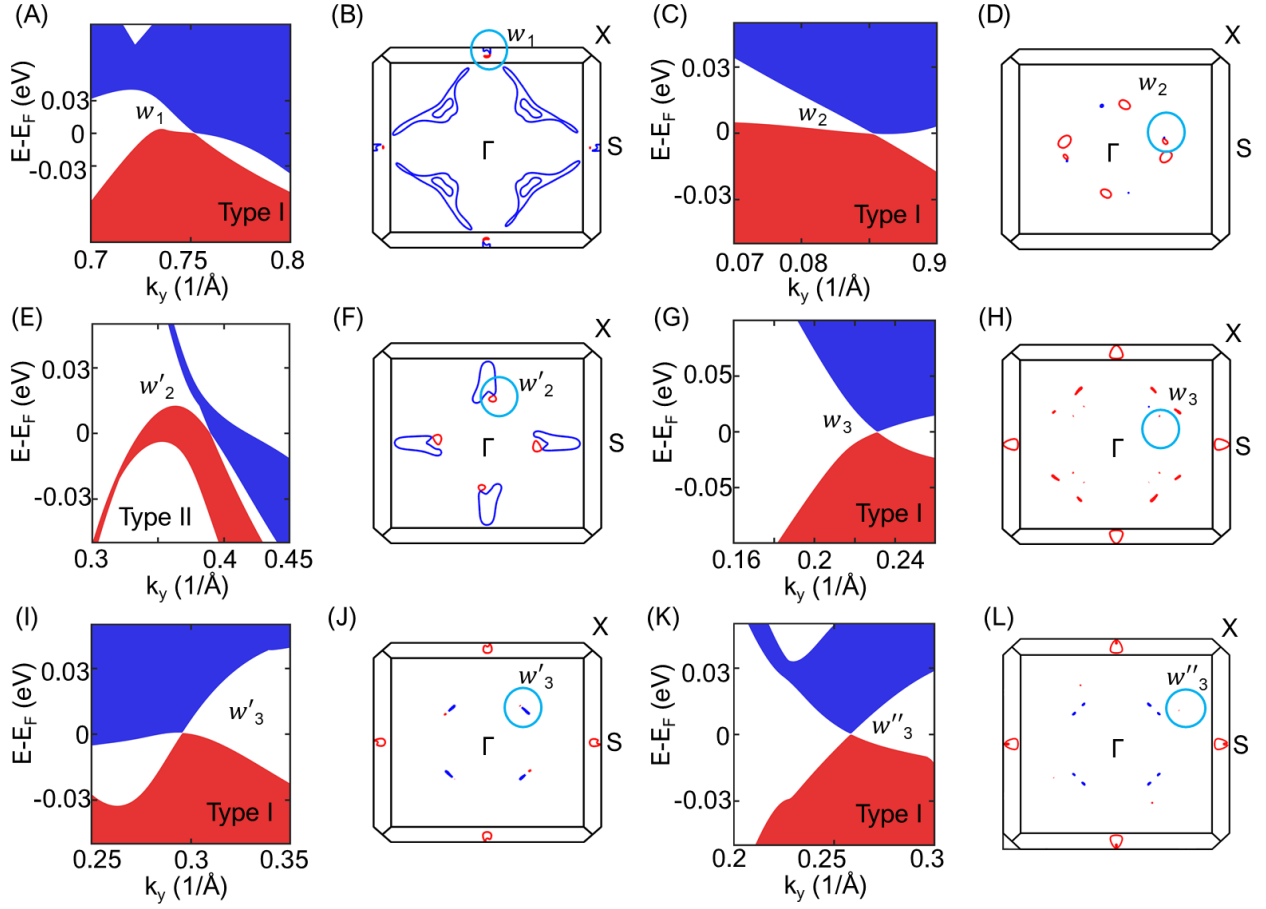 (A)
E-E_F (eV)
0.03
0
-0.03
w_1
Type I
0.7 0.75 0.8
k_y (1/Å)
(B)
w_1
X
Γ
S
(C)
E-E_F (eV)
0.03
0
-0.03
w_2
Type I
0.07 0.08 0.9
k_y (1/Å)
(D)
X
w_2
Γ
S
(E)
E-E_F (eV)
0.03
0
-0.03
w'_2
Type II
0.3 0.4 0.45
k_y (1/Å)
(F)
X
w'_2
Γ
S
(G)
E-E_F (eV)
0.05
0
-0.05
w_3
Type I
0.16 0.2 0.24
k_y (1/Å)
(H)
X
w_3
Γ
S
(I)
E-E_F (eV)
0.03
0
-0.03
w'_3
Type I
0.25 0.3 0.35
k_y (1/Å)
(J)
X
w'_3
Γ
S
(K)
E-E_F (eV)
0.03
0
-0.03
w''_3
Type I
0.2 0.25 0.3
k_y (1/Å)
(L)
X
w''_3
Γ
S